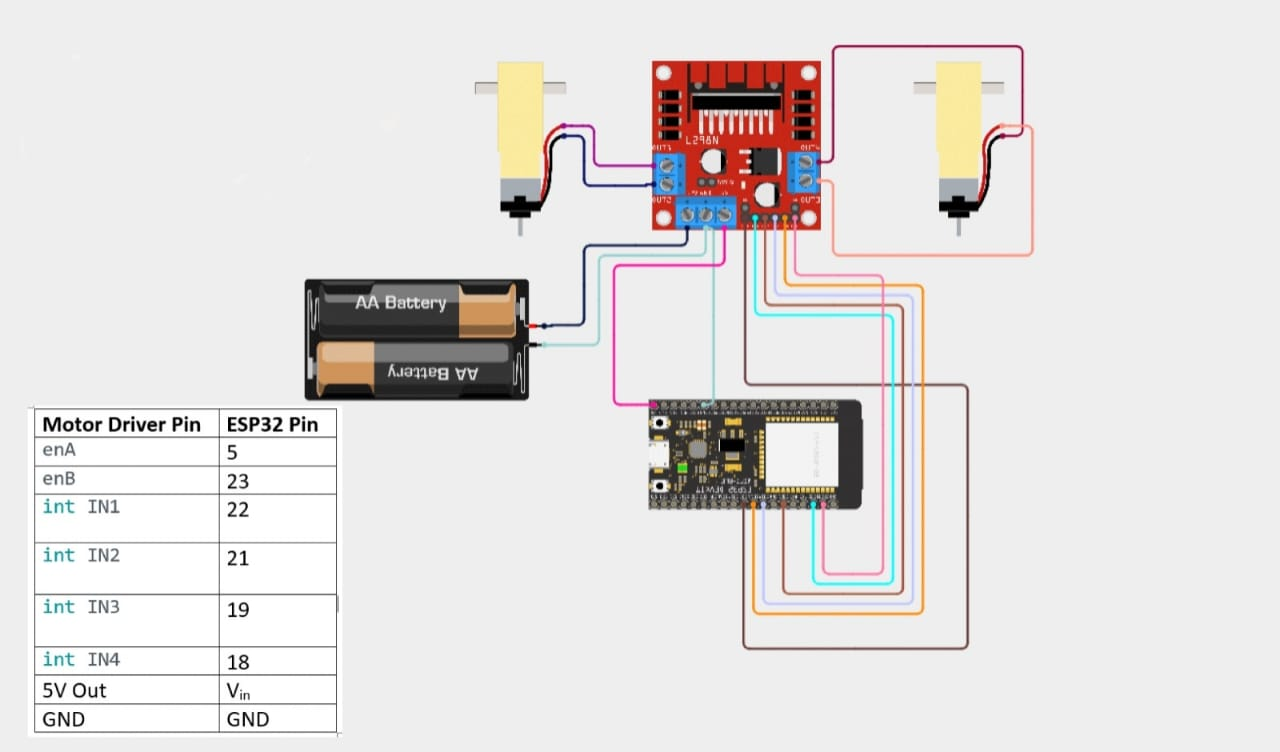 OUT1
L298N
OUT4
OUT2
OUT3
AA Battery
AA Battery
Motor Driver Pin ESP32 Pin
enA 5
enB 23
int IN1 22
int IN2 21
int IN3 19
int IN4 18
5V Out Vin
GND GND